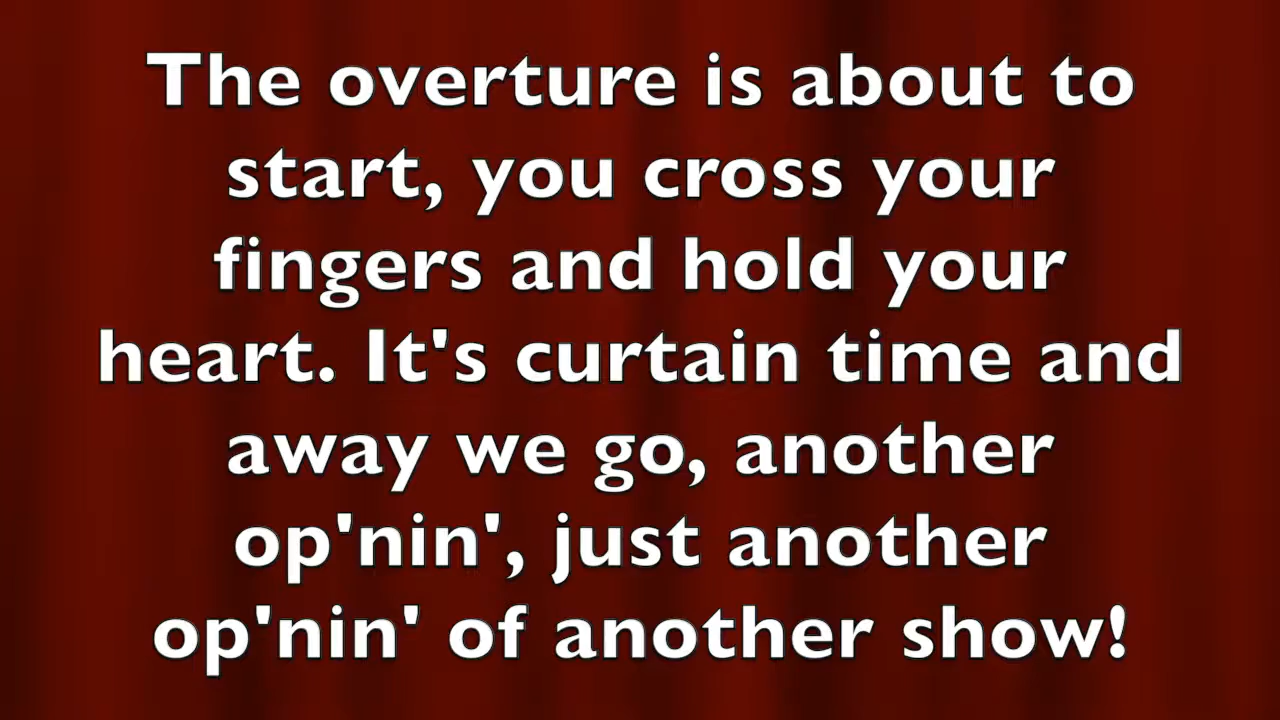 The overture is about to
start, you cross your
fingers and hold your
heart. It's curtain time and
away we go, another
op'nin', just another
op'nin' of another show!